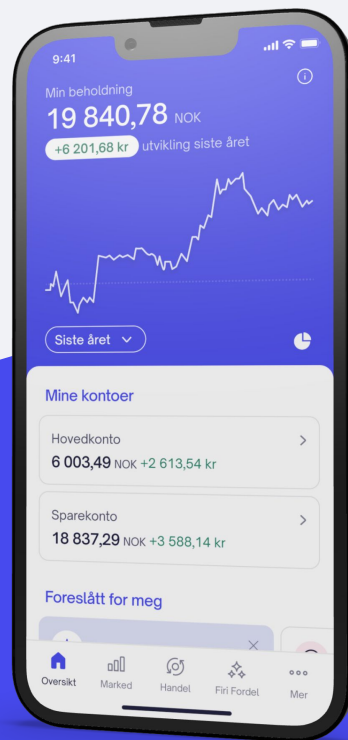 9:41
Min beholdning
19 840,78 NOK
+6 201,68 kr utvikling siste året
Siste året
Mine kontoer
Hovedkonto
6 003,49 NOK +2 613,54 kr
Sparekonto
18 837,29 NOK +3 588,14 kr
Foreslått for meg
Oversikt Marked Handel Firi Fordel Mer